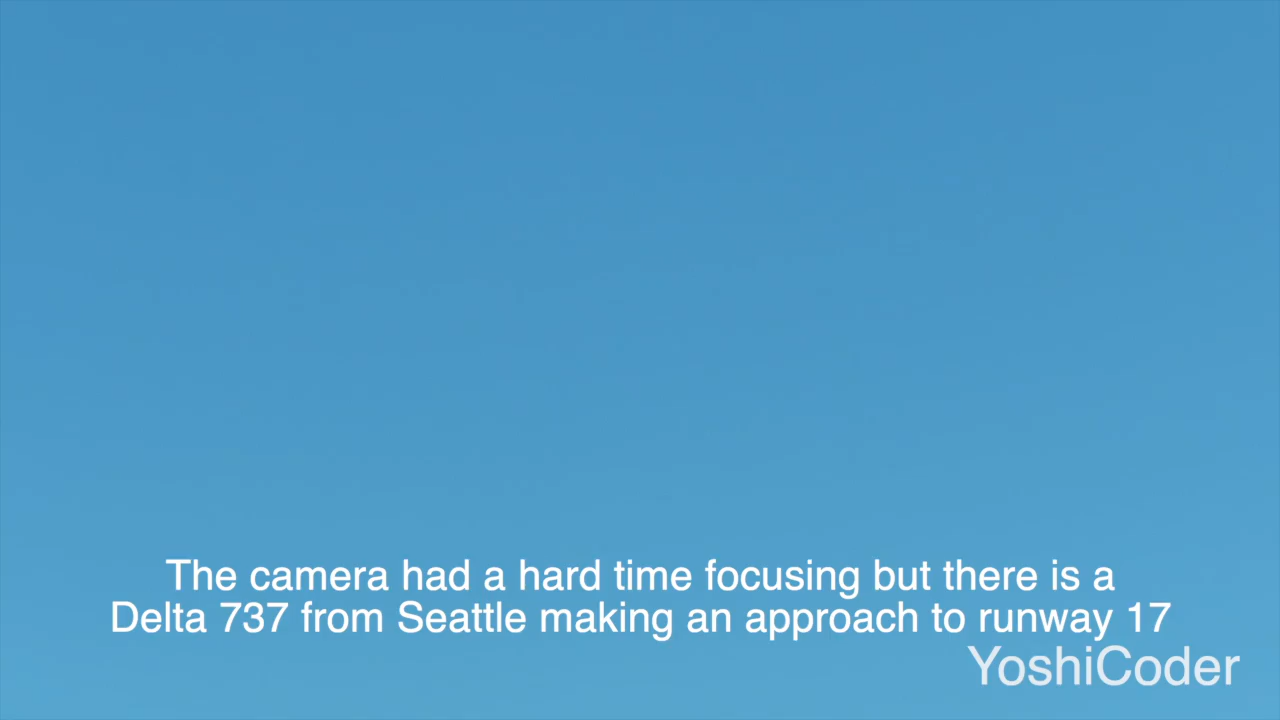 The camera had a hard time focusing but there is a
Delta 737 from Seattle making an approach to runway 17
YoshiCoder